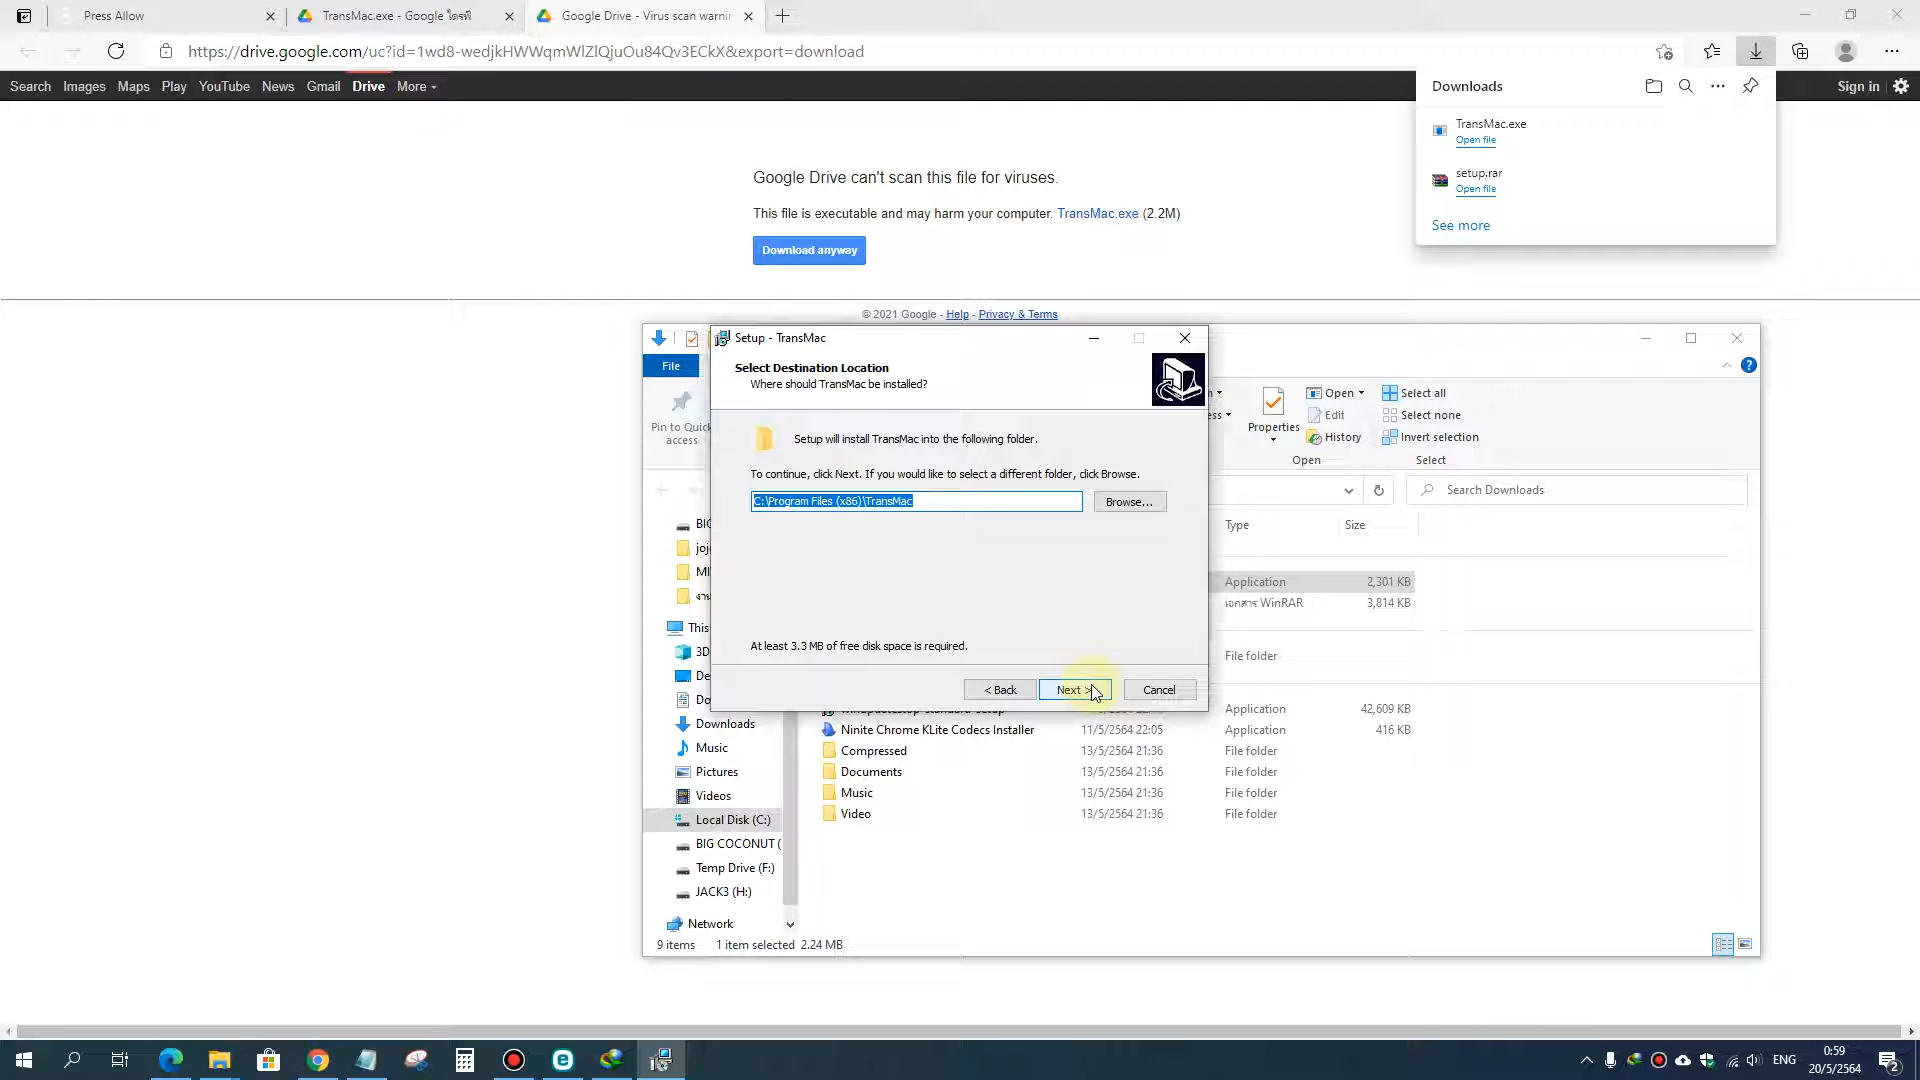 Press Allow
TransMac.exe - Google ไดรฟ์
Google Drive - Virus scan warnin
https://drive.google.com/uc?id=1wd8-wedjkHWWqmWlZlQjuOu84Qv3ECkX&export=download
Search Images Maps Play YouTube News Gmail Drive More
Sign in
Downloads
TransMac.exe
Open file
setup.rar
Open file
See more
Google Drive can't scan this file for viruses.
This file is executable and may harm your computer. TransMac.exe (2.2M)
Download anyway
© 2021 Google - Help - Privacy & Terms
Setup - TransMac
Select Destination Location
Where should TransMac be installed?
Setup will install TransMac into the following folder.
To continue, click Next. If you would like to select a different folder, click Browse.
C:\Program Files (x86)\TransMac
Browse...
At least 3.3 MB of free disk space is required.
< Back
Next >
Cancel
File
Pin to Quick
access
Properties
Open
Edit
History
Open
Select all
Select none
Invert selection
Select
Search Downloads
Type
Size
Application 2,301 KB
เอกสาร WinRAR 3,814 KB
File folder
Application 42,609 KB
Ninite Chrome KLite Codecs Installer 11/5/2564 22:05 Application 416 KB
Compressed 13/5/2564 21:36 File folder
Documents 13/5/2564 21:36 File folder
Music 13/5/2564 21:36 File folder
Video 13/5/2564 21:36 File folder
BIG
joj
MI
งาน
This
3D
De
Do
Downloads
Music
Pictures
Videos
Local Disk (C:)
BIG COCONUT (
Temp Drive (F:)
JACK3 (H:)
Network
9 items 1 item selected 2.24 MB
ENG
0:59
20/5/2564
2